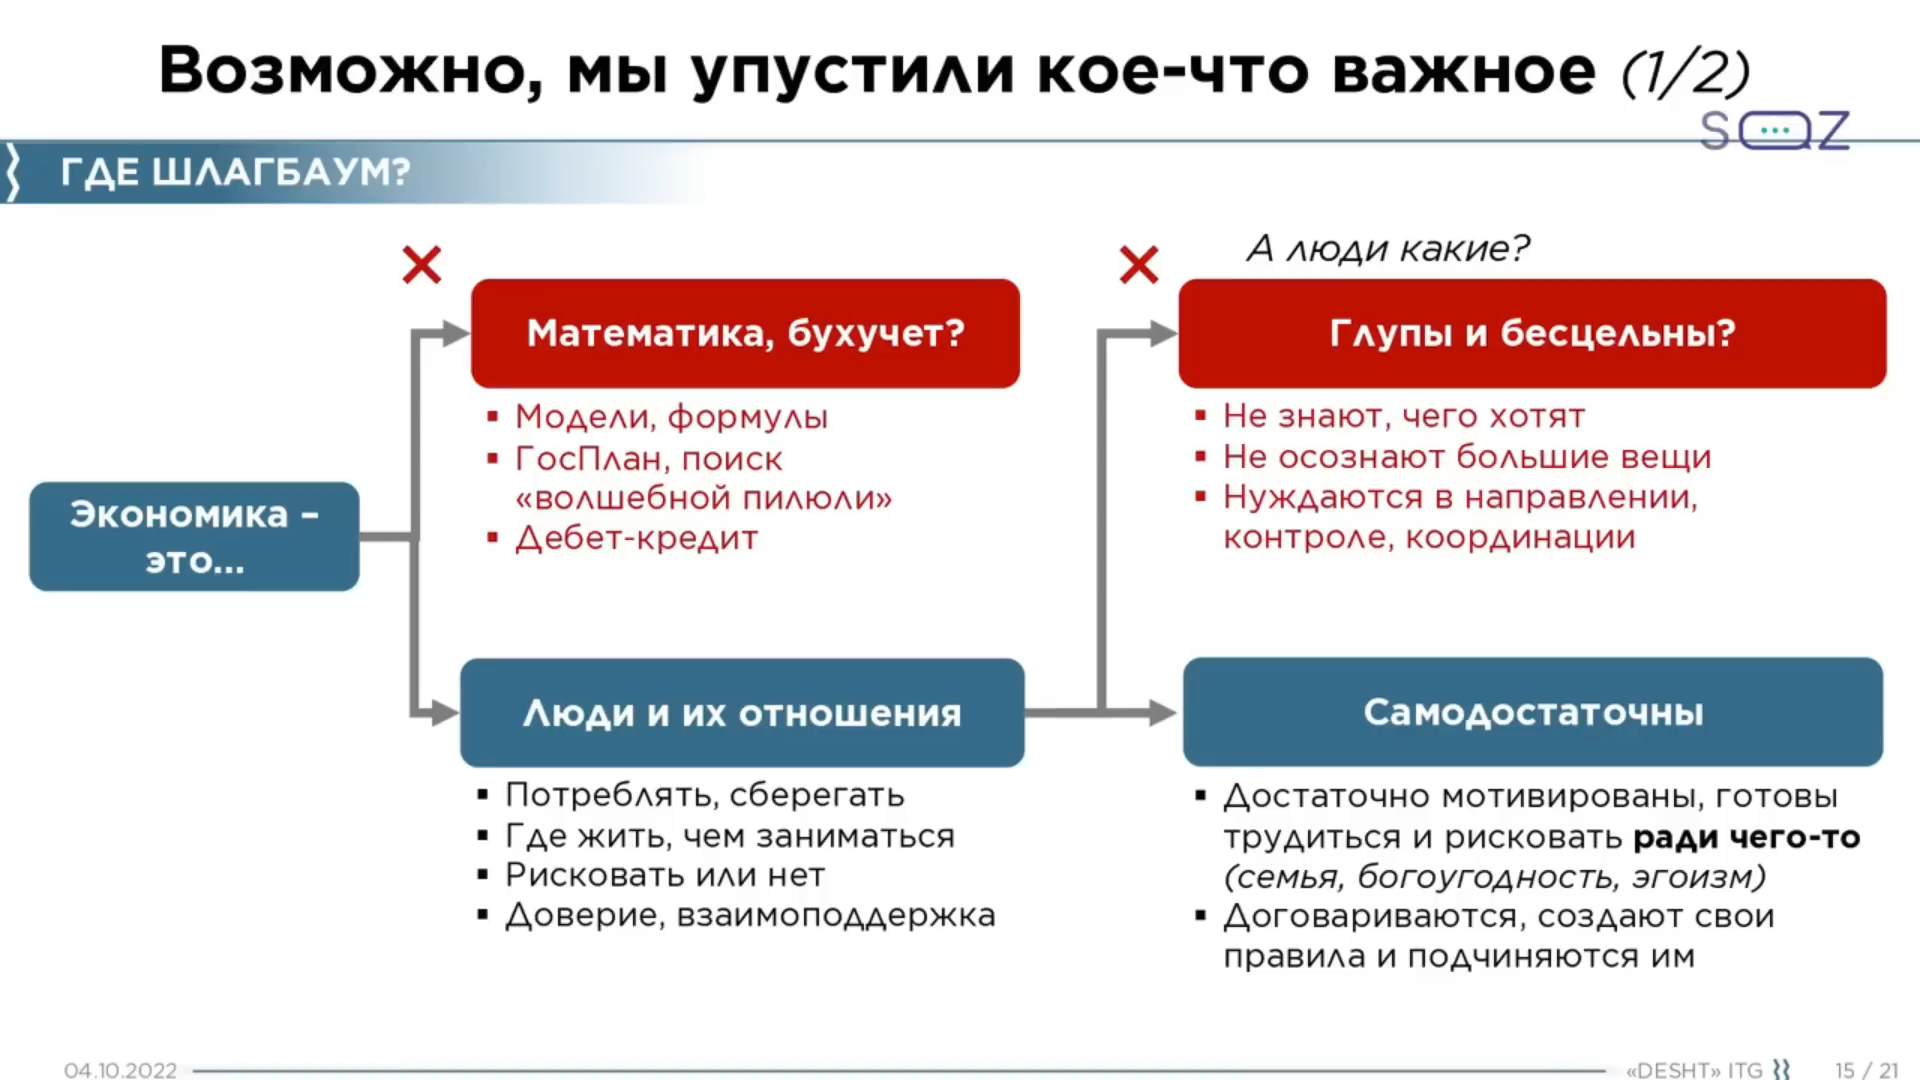 Возможно, мы упустили кое-что важное (1/2)
SOZ
ГДЕ ШЛАГБАУМ?
Экономика –
это...
Математика, бухучет?
▪ Модели, формулы
▪ ГосПлан, поиск
«волшебной пилюли»
▪ Дебет-кредит
Люди и их отношения
▪ Потреблять, сберегать
▪ Где жить, чем заниматься
▪ Рисковать или нет
▪ Доверие, взаимоподдержка
А люди какие?
Глупы и бесцельны?
▪ Не знают, чего хотят
▪ Не осознают большие вещи
▪ Нуждаются в направлении,
контроле, координации
Самодостаточны
▪ Достаточно мотивированы, готовы
трудиться и рисковать ради чего-то
(семья, богоугодность, эгоизм)
▪ Договариваются, создают свои
правила и подчиняются им
04.10.2022
«DESHT» ITG
15 / 21